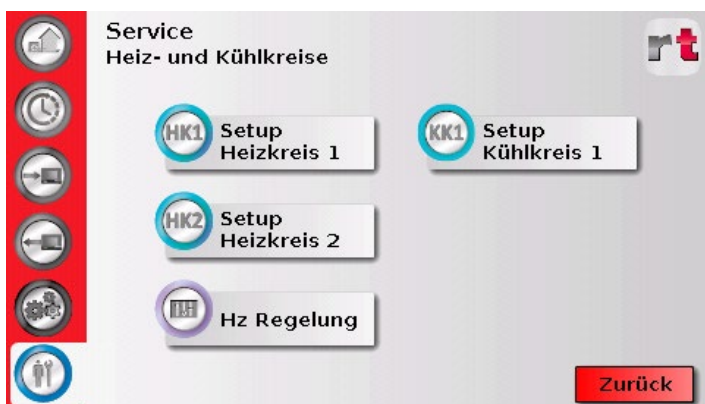 Service
Heiz- und Kühlkreise
rt
HK1
Setup
Heizkreis 1
KK1
Setup
Kühlkreis 1
HK2
Setup
Heizkreis 2
Hz Regelung
Zurück